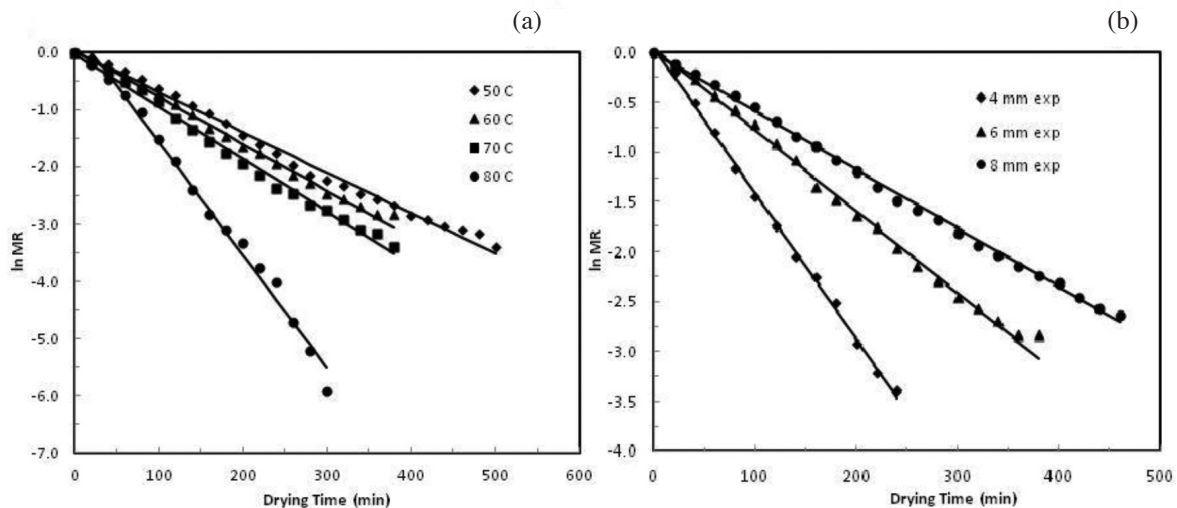 (a)
0.0
-1.0
-2.0
-3.0
-4.0
-5.0
-6.0
-7.0
ln MR
0
100
200
300
400
500
600
Drying Time (min)
50 C
60 C
70 C
80 C
(b)
0.0
-0.5
-1.0
-1.5
-2.0
-2.5
-3.0
-3.5
-4.0
ln MR
0
100
200
300
400
500
Drying Time (min)
4 mm exp
6 mm exp
8 mm exp